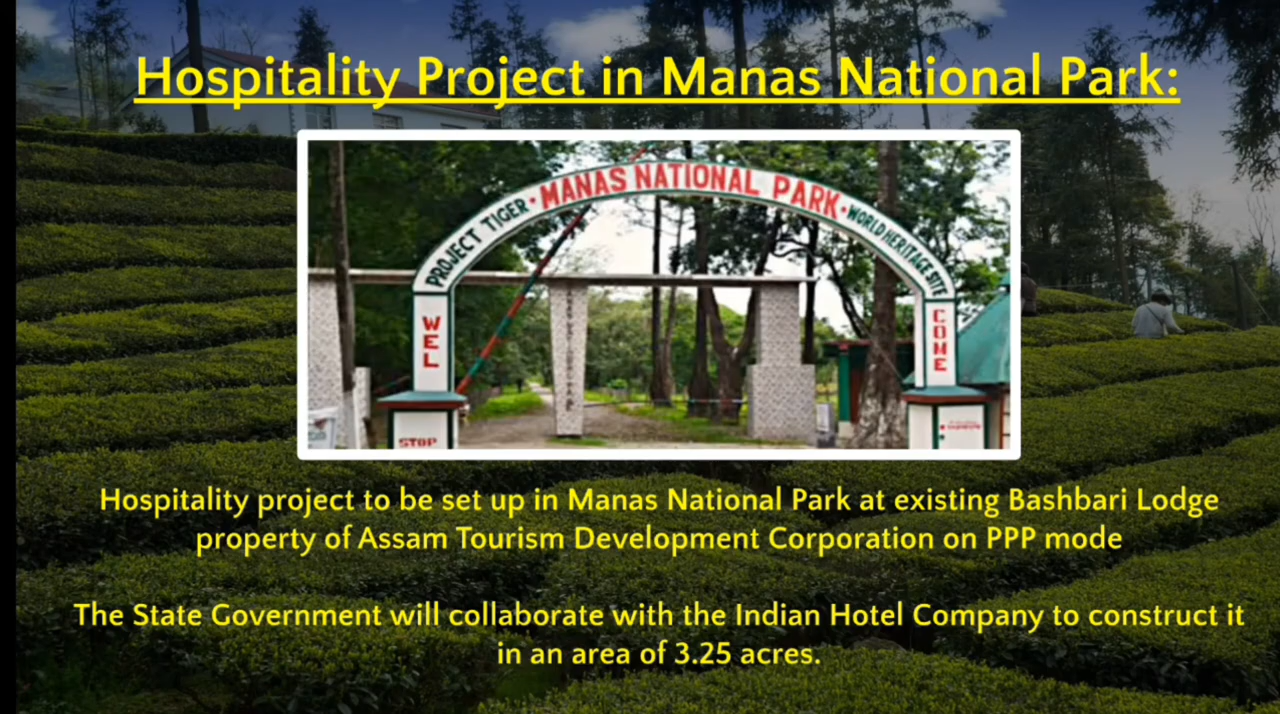 Hospitality Project in Manas National Park:
PROJECT TIGER • MANAS NATIONAL PARK • WORLD HERITAGE SITE
WEL
COME
STOP
Hospitality project to be set up in Manas National Park at existing Bashbari Lodge
property of Assam Tourism Development Corporation on PPP mode
The State Government will collaborate with the Indian Hotel Company to construct it
in an area of 3.25 acres.